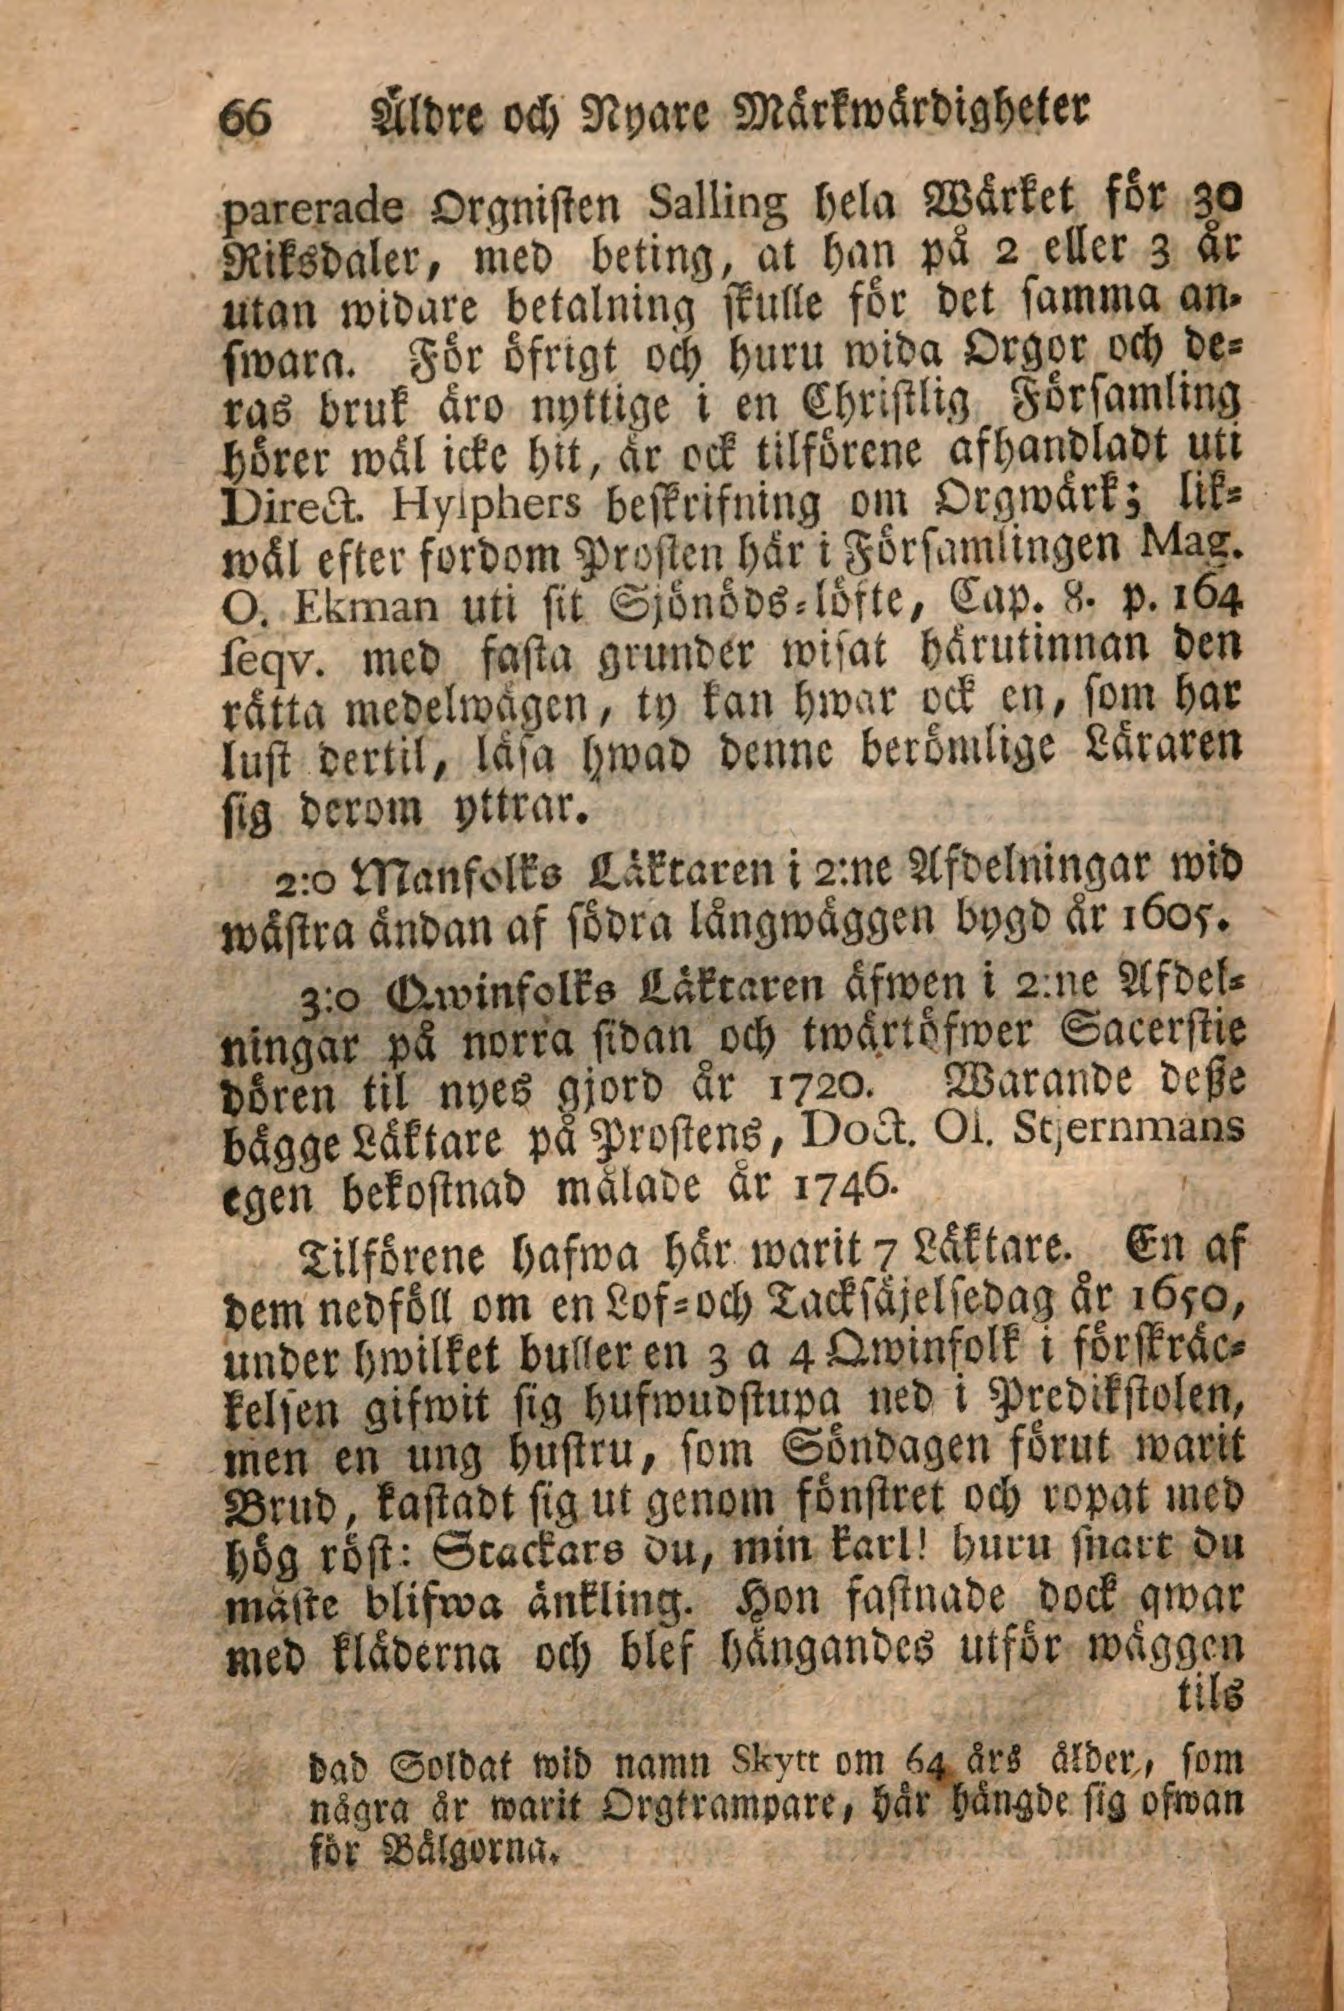 66 Äldre och Nyare Märkwärdigheter
parerade Orgnisten Salling hela Wärket för 30
Riksdaler, med beting, at han på 2 eller 3 år
utan widare betalning skulle för det samma an-
swara. För öfrigt och huru wida Orgor och de-
ras bruk äro nyttige i en Christlig Församling
hörer wäl icke hit, är ock tilförene afhandladt uti
Direct. Hylphers beskrifning om Orgwärk; lik-
wäl efter fordom Prosten här i Församlingen Mag.
O. Ekman uti sit Sjönöds-löfte, Cap. 8. p. 164
seqv. med fasta grunder wisat härutinnan den
rätta medelwägen, ty kan hwar ock en, som har
lust dertil, läsa hwad denne berömlige Läraren
sig derom yttrar.
2:o Manfolks Läktaren i 2:ne Afdelningar wid
wästra ändan af södra långwäggen bygd år 1605.
3:o Qwinfolks Läktaren äfwen i 2:ne Afdel-
ningar på norra sidan och twärtöfwer Sacerstie
dören til nyes gjord år 1720. Warande deße
bägge Läktare på Prostens, Doct. Ol. Stjernmans
egen bekostnad målade år 1746.
Tilförene hafwa här warit 7 Läktare. En af
dem nedföll om en Lof-och Tacksäjelsedag år 1650,
under hwilket buller en 3 a 4 Qwinfolk i förskräc-
kelsen gifwit sig hufwudstupa ned i Predikstolen,
men en ung hustru, som Söndagen förut warit
Brud, kastadt sig ut genom fönstret och ropat med
hög röst: Stackars du, min karl! huru snart du
måste blifwa änkling. Hon fastnade dock qwar
med kläderna och blef hängandes utför wäggen
tils
dad Soldat wid namn Skytt om 64 års ålder, som
några år warit Orgtrampare, här hängde sig ofwan
för Bälgorna.